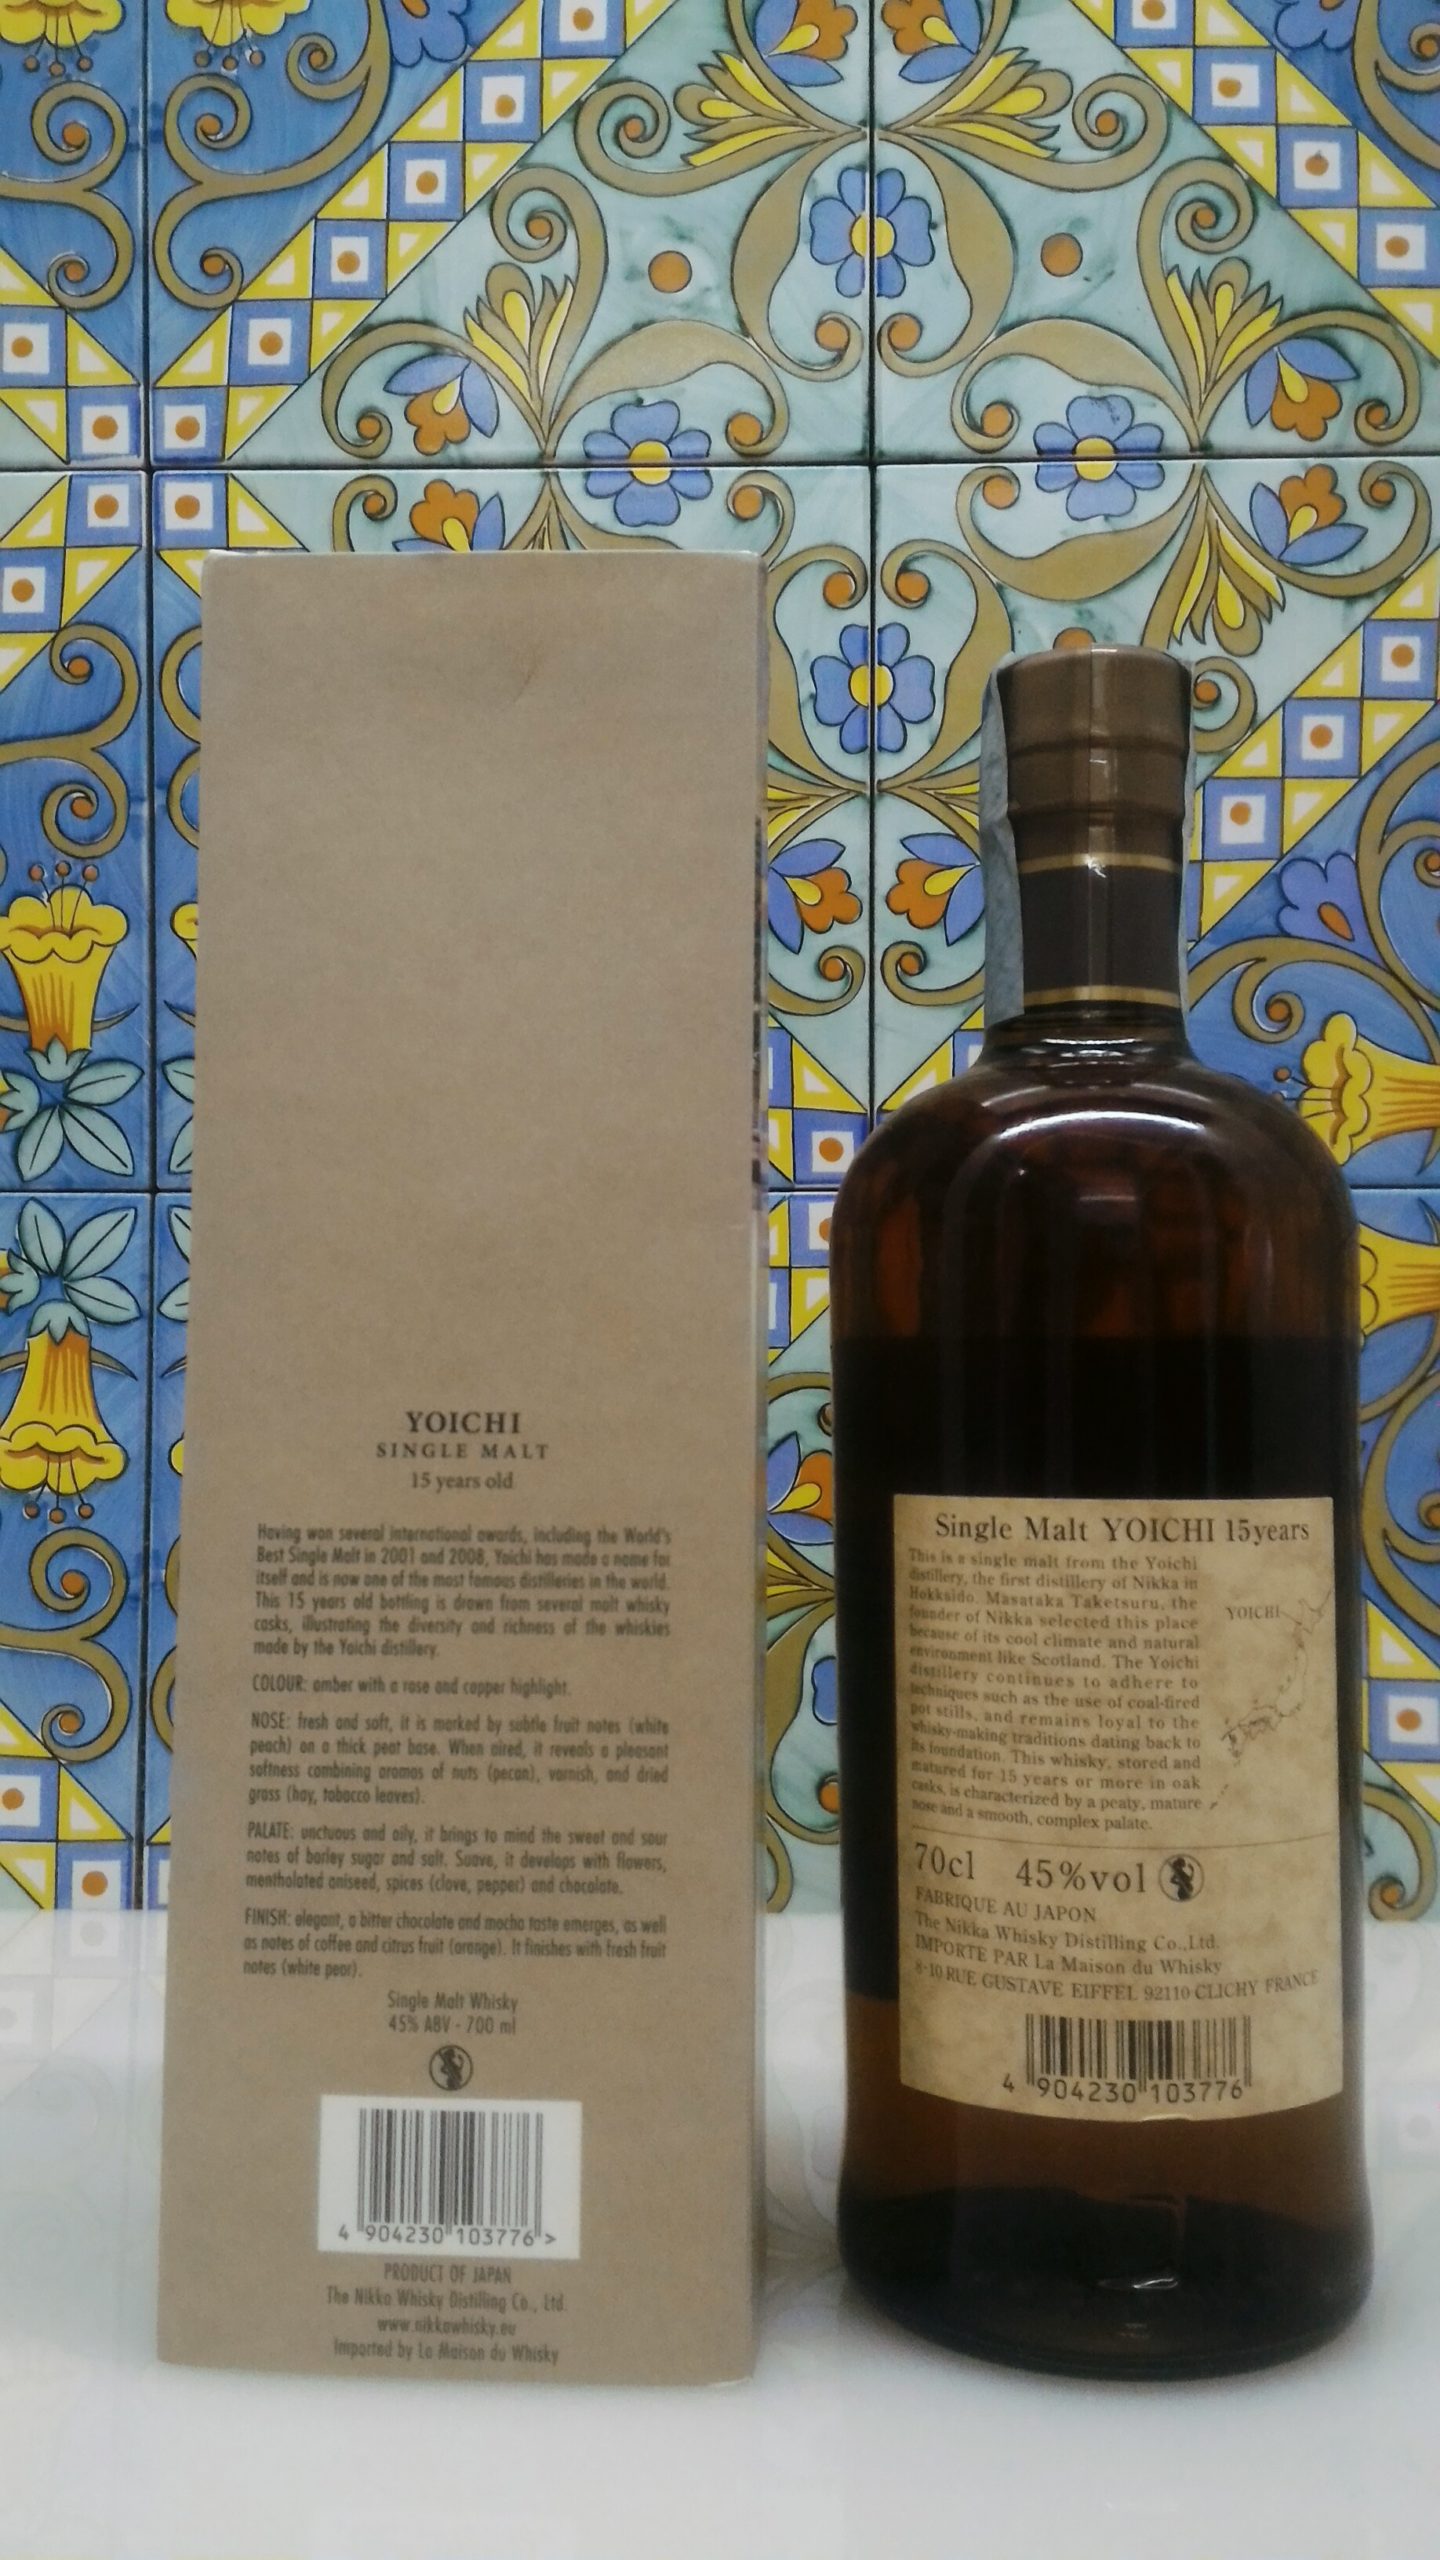 YOICHI
SINGLE MALT
15 years old
Having won several international awards, including the World's
Best Single Malt in 2001 and 2008, Yoichi has made a name for
itself and is now one of the most famous distilleries in the world.
This 15 years old bottling is drawn from several malt whisky
casks, illustrating the diversity and richness of the whiskies
made by the Yoichi distillery.
COLOUR: amber with a rose and copper highlight.
NOSE: fresh and soft, it is marked by subtle fruit notes (white
peach) on a thick peat base. When aired, it reveals a pleasant
softness combining aromas of nuts (pecan), varnish, and dried
grass (hay, tobacco leaves).
PALATE: unctuous and oily, it brings to mind the sweet and sour
notes of barley sugar and salt. Suave, it develops with flowers,
mentholated aniseed, spices (clove, pepper) and chocolate.
FINISH: elegant, a bitter chocolate and mocha taste emerges, as well
as notes of coffee and citrus fruit (orange). It finishes with fresh fruit
notes (white pear).
Single Malt Whisky
45% ABV - 700 ml
4 904230 103776 >
PRODUCT OF JAPAN
The Nikka Whisky Distilling Co., Ltd.
www.nikkawhisky.eu
Imported by La Maison du Whisky
Single Malt YOICHI 15years
This is a single malt from the Yoichi
distillery, the first distillery of Nikka in
Hokkaido. Masataka Taketsuru, the
founder of Nikka selected this place
because of its cool climate and natural
environment like Scotland. The Yoichi
distillery continues to adhere to
techniques such as the use of coal-fired
pot stills, and remains loyal to the
whisky-making traditions dating back to
its foundation. This whisky, stored and
matured for 15 years or more in oak
casks, is characterized by a peaty, mature
nose and a smooth, complex palate.
YOICHI
70cl 45%vol
FABRIQUE AU JAPON
The Nikka Whisky Distilling Co.,Ltd.
IMPORTE PAR La Maison du Whisky
8-10 RUE GUSTAVE EIFFEL 92110 CLICHY FRANCE
4 904230 103776